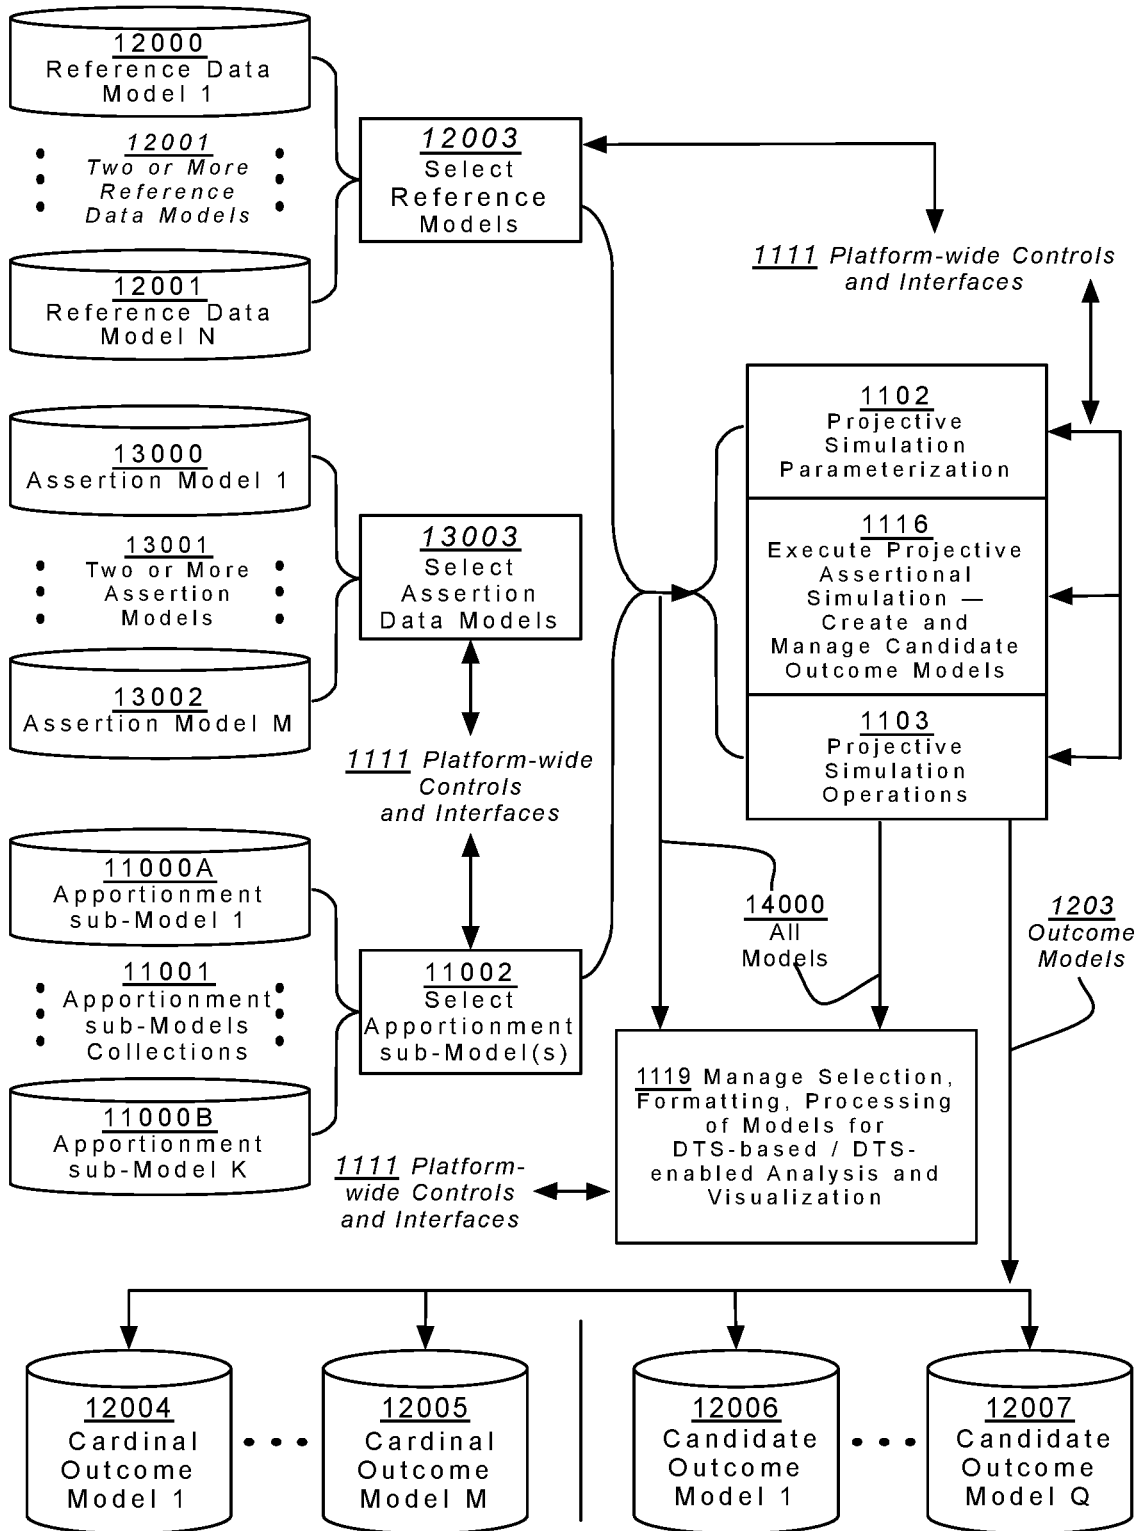 12000
Reference Data
Model 1
12001
Two or More
Reference
Data Models
12001
Reference Data
Model N
12003
Select
Reference
Models
1111 Platform-wide Controls
and Interfaces
13000
Assertion Model 1
13001
Two or More
Assertion
Models
13002
Assertion Model M
13003
Select
Assertion
Data Models
1111 Platform-wide
Controls
and Interfaces
1102
Projective
Simulation
Parameterization
1116
Execute Projective
Assertional
Simulation —
Create and
Manage Candidate
Outcome Models
1103
Projective
Simulation
Operations
11000A
Apportionment
sub-Model 1
11001
Apportionment
sub-Models
Collections
11000B
Apportionment
sub-Model K
11002
Select
Apportionment
sub-Model(s)
14000
All
Models
1203
Outcome
Models
1119 Manage Selection,
Formatting, Processing
of Models for
DTS-based / DTS-
enabled Analysis and
Visualization
1111 Platform-
wide Controls
and Interfaces
12004
Cardinal
Outcome
Model 1
12005
Cardinal
Outcome
Model M
12006
Candidate
Outcome
Model 1
12007
Candidate
Outcome
Model Q